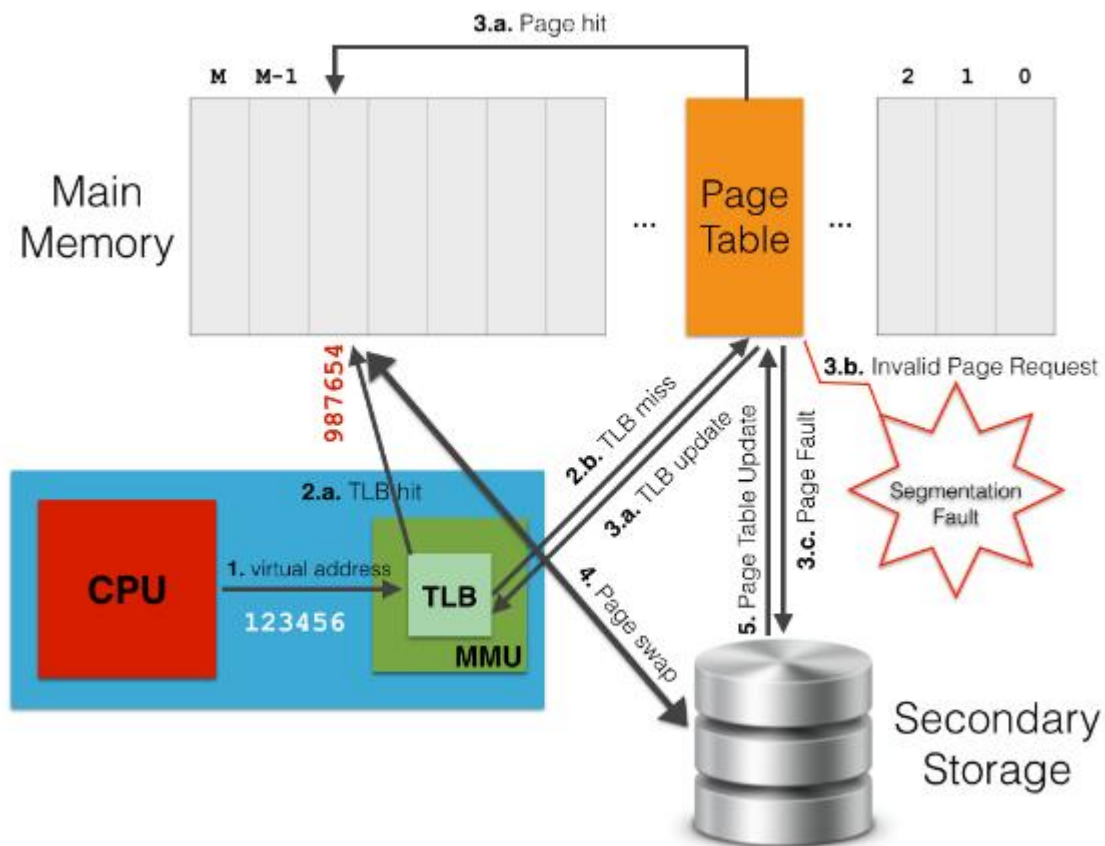 3.a. Page hit
M M-1
2 1 0
Main
Memory
...
Page
Table
...
987654
3.b. Invalid Page Request
2.b. TLB miss
3.a. TLB update
5. Page Table Update
3.c. Page Fault
Segmentation
Fault
2.a. TLB hit
CPU
1. virtual address
123456
TLB
MMU
4. Page swap
Secondary
Storage